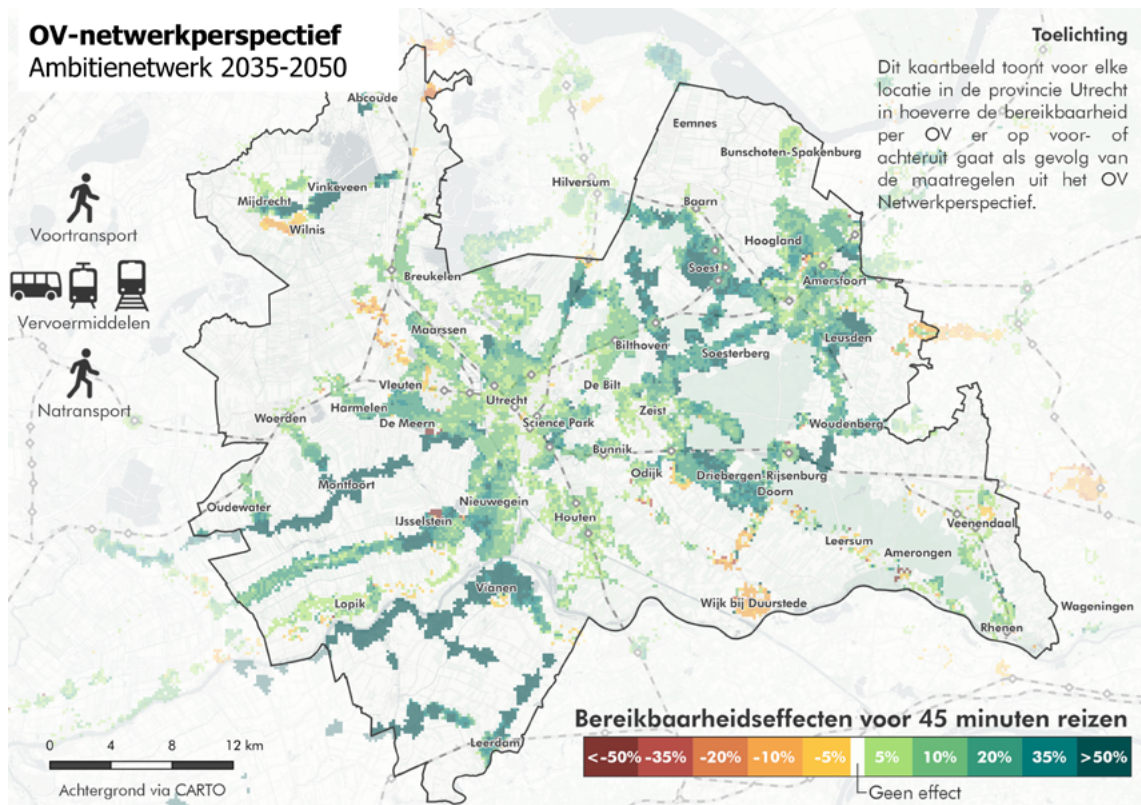 OV-netwerkperspectief
Ambitienetwerk 2035-2050
Toelichting
Dit kaartbeeld toont voor elke
locatie in de provincie Utrecht
in hoeverre de bereikbaarheid
per OV er op voor- of
achteruit gaat als gevolg van
de maatregelen uit het OV
Netwerkperspectief.
Voortransport
Vervoermiddelen
Natransport
Abcoude
Eemnes
Bunschoten-Spakenburg
Hilversum
Vinkeveen
Mijdrecht
Wilnis
Baarn
Hoogland
Soest
Breukelen
Amersfoort
Maarssen
Bilthoven
Leusden
Soesterberg
Vleuten
De Bilt
Utrecht
Harmelen
Zeist
Woerden
De Meern
Science Park
Woudenberg
Bunnik
Odijk
Driebergen-Rijsenburg
Montfoort
Doorn
Oudewater
Nieuwegein
IJsselstein
Houten
Veenendaal
Leersum
Amerongen
Vianen
Lopik
Wijk bij Duurstede
Wageningen
Rhenen
Leerdam
Bereikbaarheidseffecten voor 45 minuten reizen
<-50% -35% -20% -10% -5% 5% 10% 20% 35% >50%
Geen effect
0 4 8 12 km
Achtergrond via CARTO